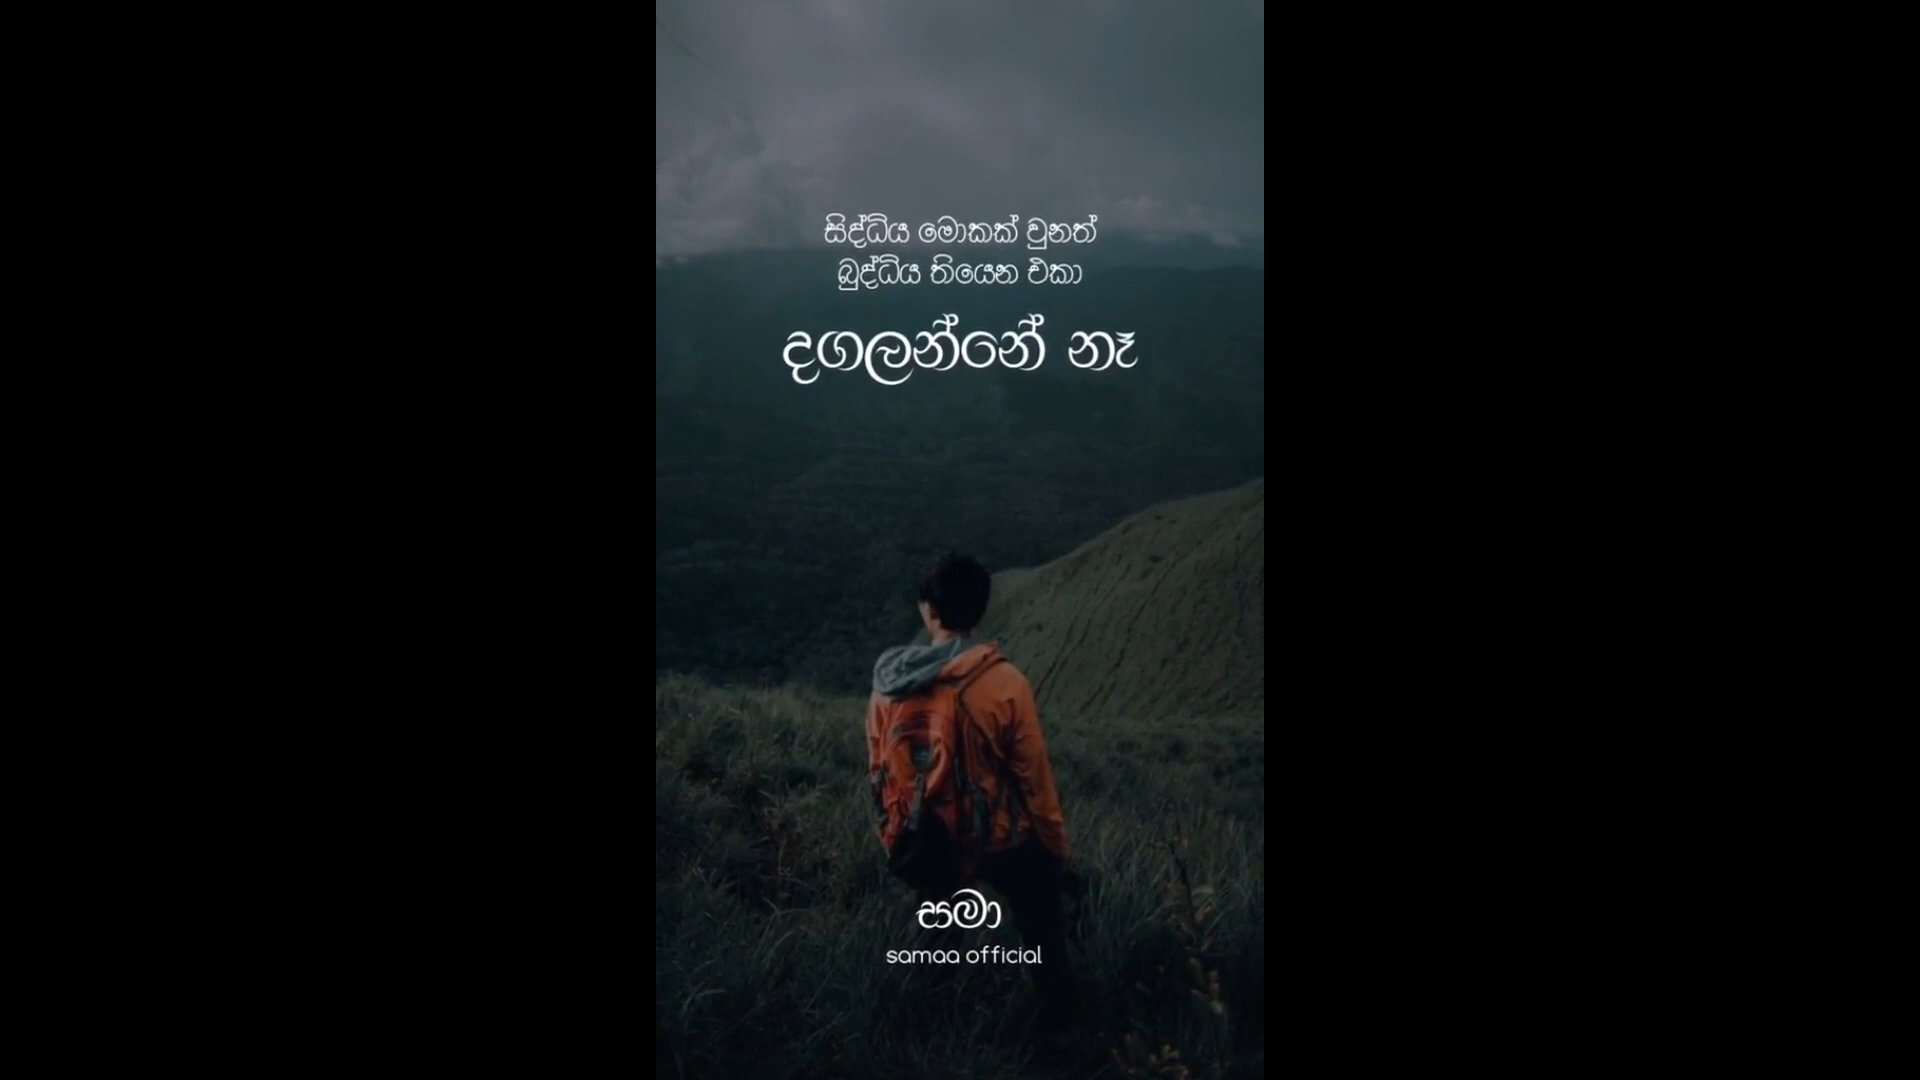 සිද්ධිය මොකක් වුනත්
බුද්ධිය තියෙන එකා
දගලන්නේ නෑ
සමා
samaa official